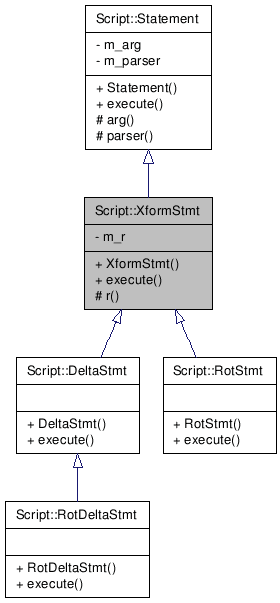 Script::Statement
- m_arg
- m_parser
+ Statement()
+ execute()
# arg()
# parser()
Script::XformStmt
- m_r
+ XformStmt()
+ execute()
# r()
Script::DeltaStmt
+ DeltaStmt()
+ execute()
Script::RotStmt
+ RotStmt()
+ execute()
Script::RotDeltaStmt
+ RotDeltaStmt()
+ execute()